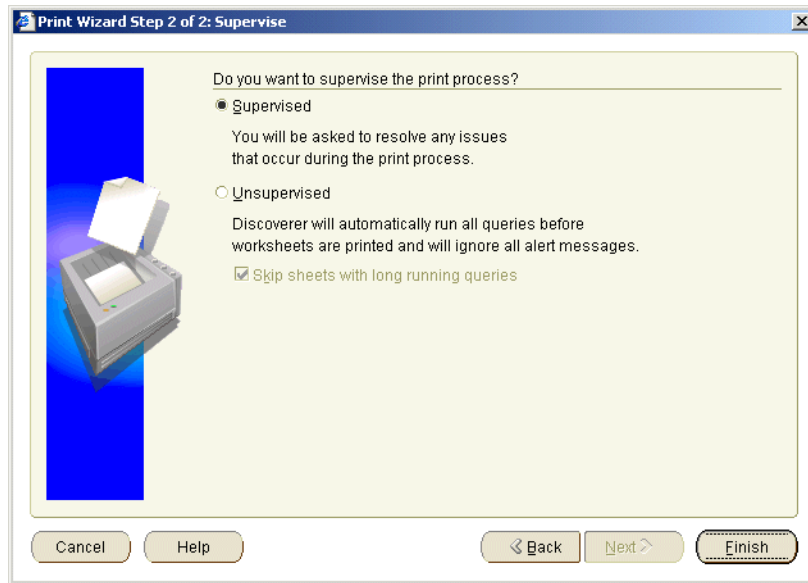 Print Wizard Step 2 of 2: Supervise
Do you want to supervise the print process?
Supervised
You will be asked to resolve any issues
that occur during the print process.
Unsupervised
Discoverer will automatically run all queries before
worksheets are printed and will ignore all alert messages.
Skip sheets with long running queries
Cancel Help Back Next Finish